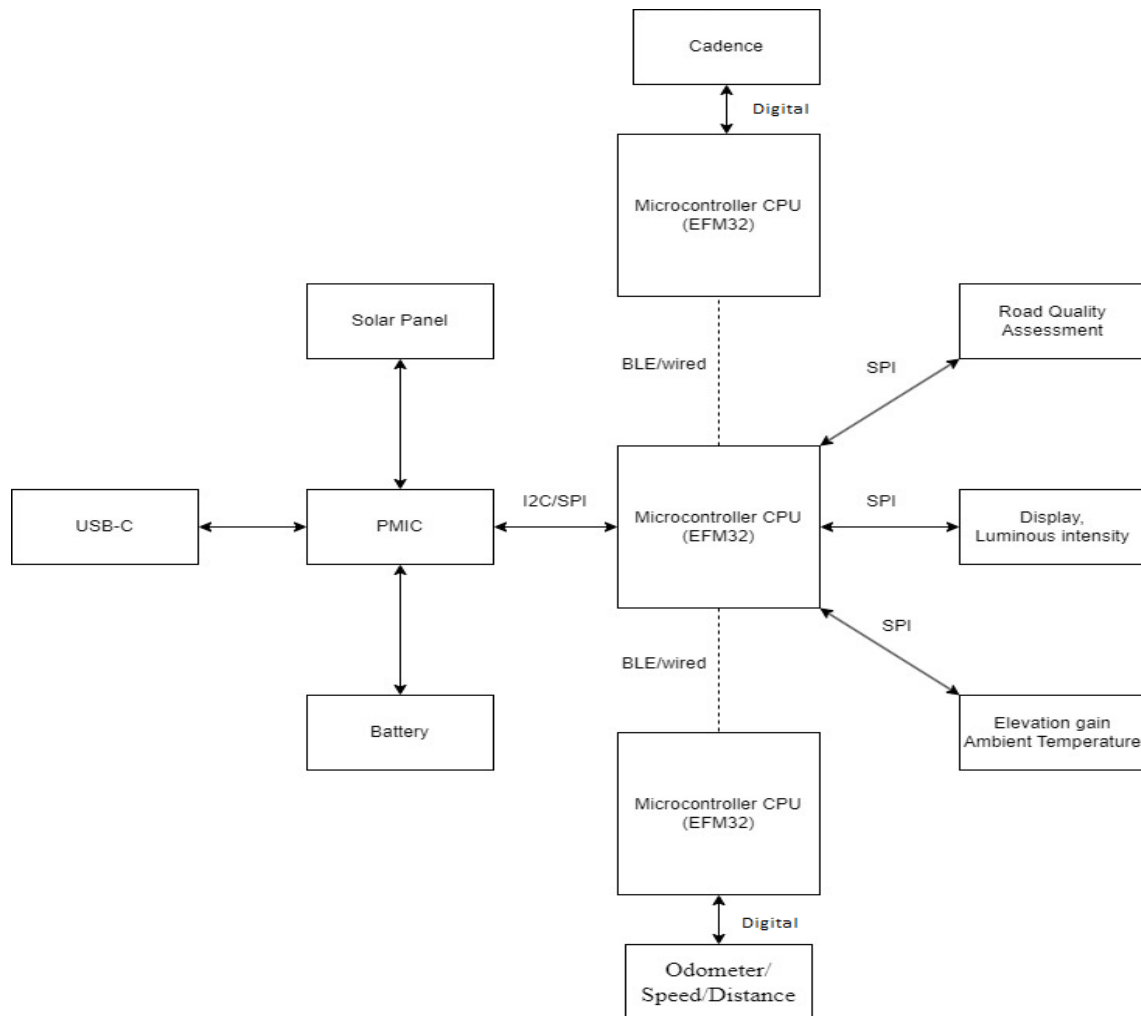 Cadence
Digital
Microcontroller CPU
(EFM32)
Solar Panel
Road Quality
Assessment
BLE/wired
SPI
USB-C
PMIC
I2C/SPI
Microcontroller CPU
(EFM32)
SPI
Display,
Luminous intensity
SPI
BLE/wired
Battery
Elevation gain
Ambient Temperature
Microcontroller CPU
(EFM32)
Digital
Odometer/
Speed/Distance